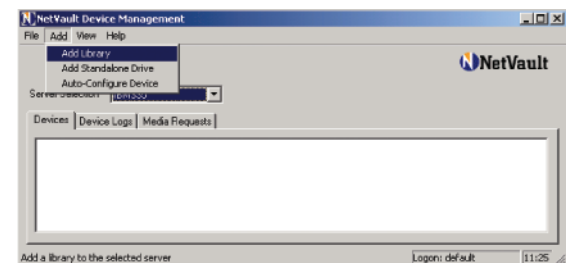 NetVault Device Management
File Add View Help
Add Library
Add Standalone Drive
Auto-Configure Device
NetVault
Server Selection
Devices Device Logs Media Requests
Add a library to the selected server Logon: default 11:25